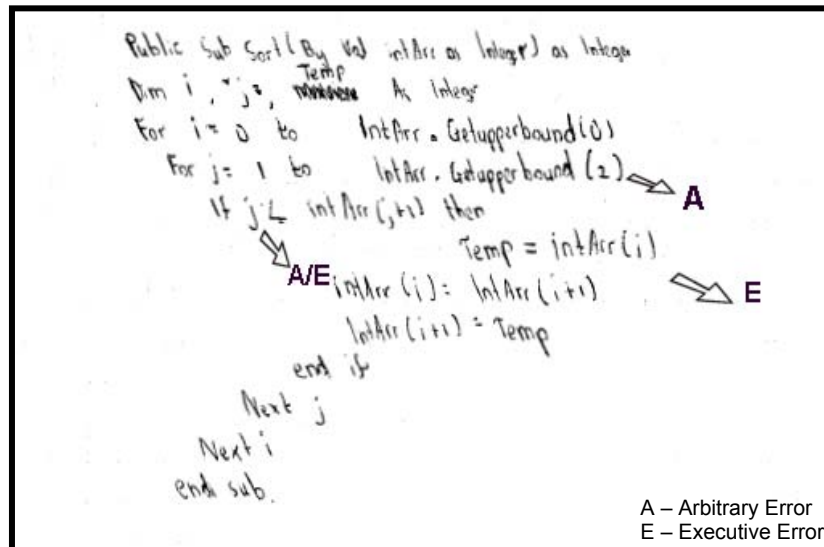 Public Sub Sort (By Val intArr as Integer) as Integer
Temp
Dim i , j , As Integer
For i = 0 to IntArr . Getupperbound (0)
For j = 1 to IntArr . Getupperbound (2)
A
If j < intArr (j+1) then
Temp = intArr (i)
A/E
intArr (i) = IntArr (i+1)
E
IntArr (i+1) = Temp
end if
Next j
Next i
end sub.
A – Arbitrary Error
E – Executive Error